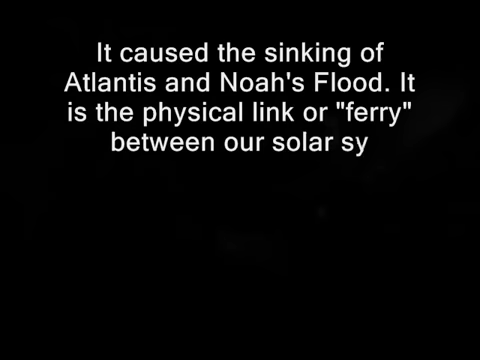 It caused the sinking of
Atlantis and Noah's Flood. It
is the physical link or "ferry"
between our solar sy